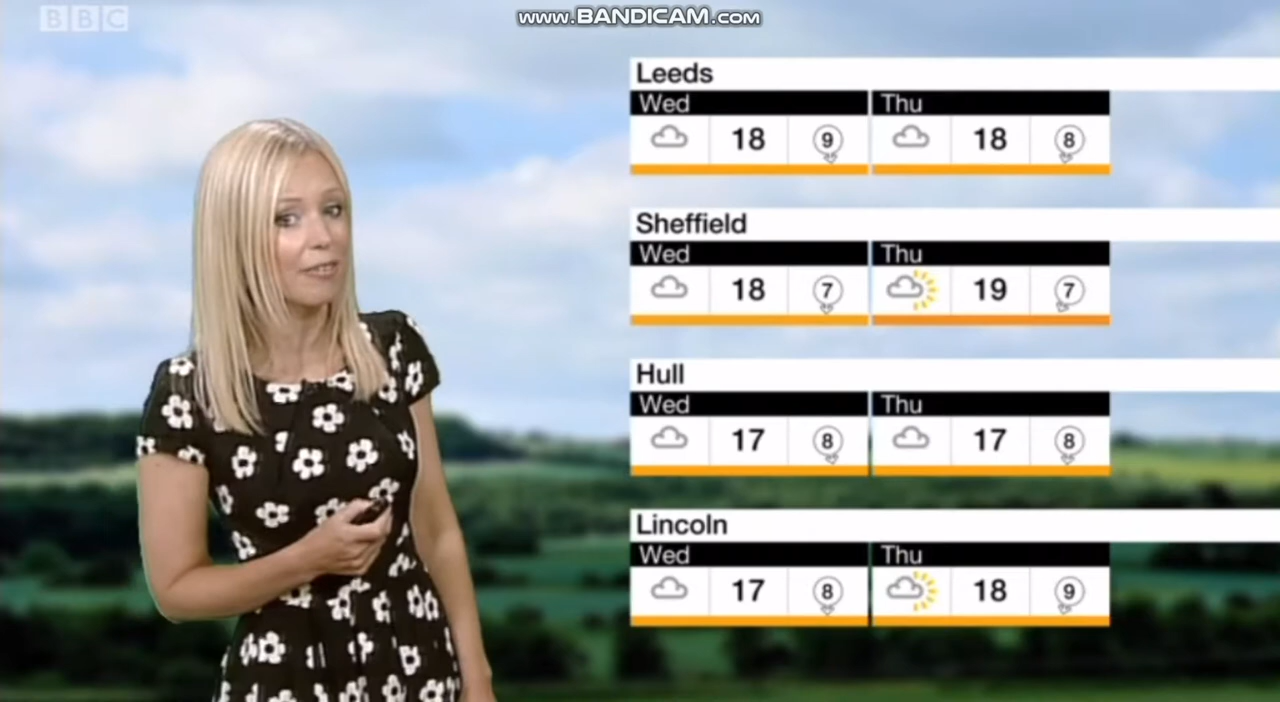 BBC
www.BANDICAM.com
Leeds
Wed Thu
18 9 18 8
Sheffield
Wed Thu
18 7 19 7
Hull
Wed Thu
17 8 17 8
Lincoln
Wed Thu
17 8 18 9